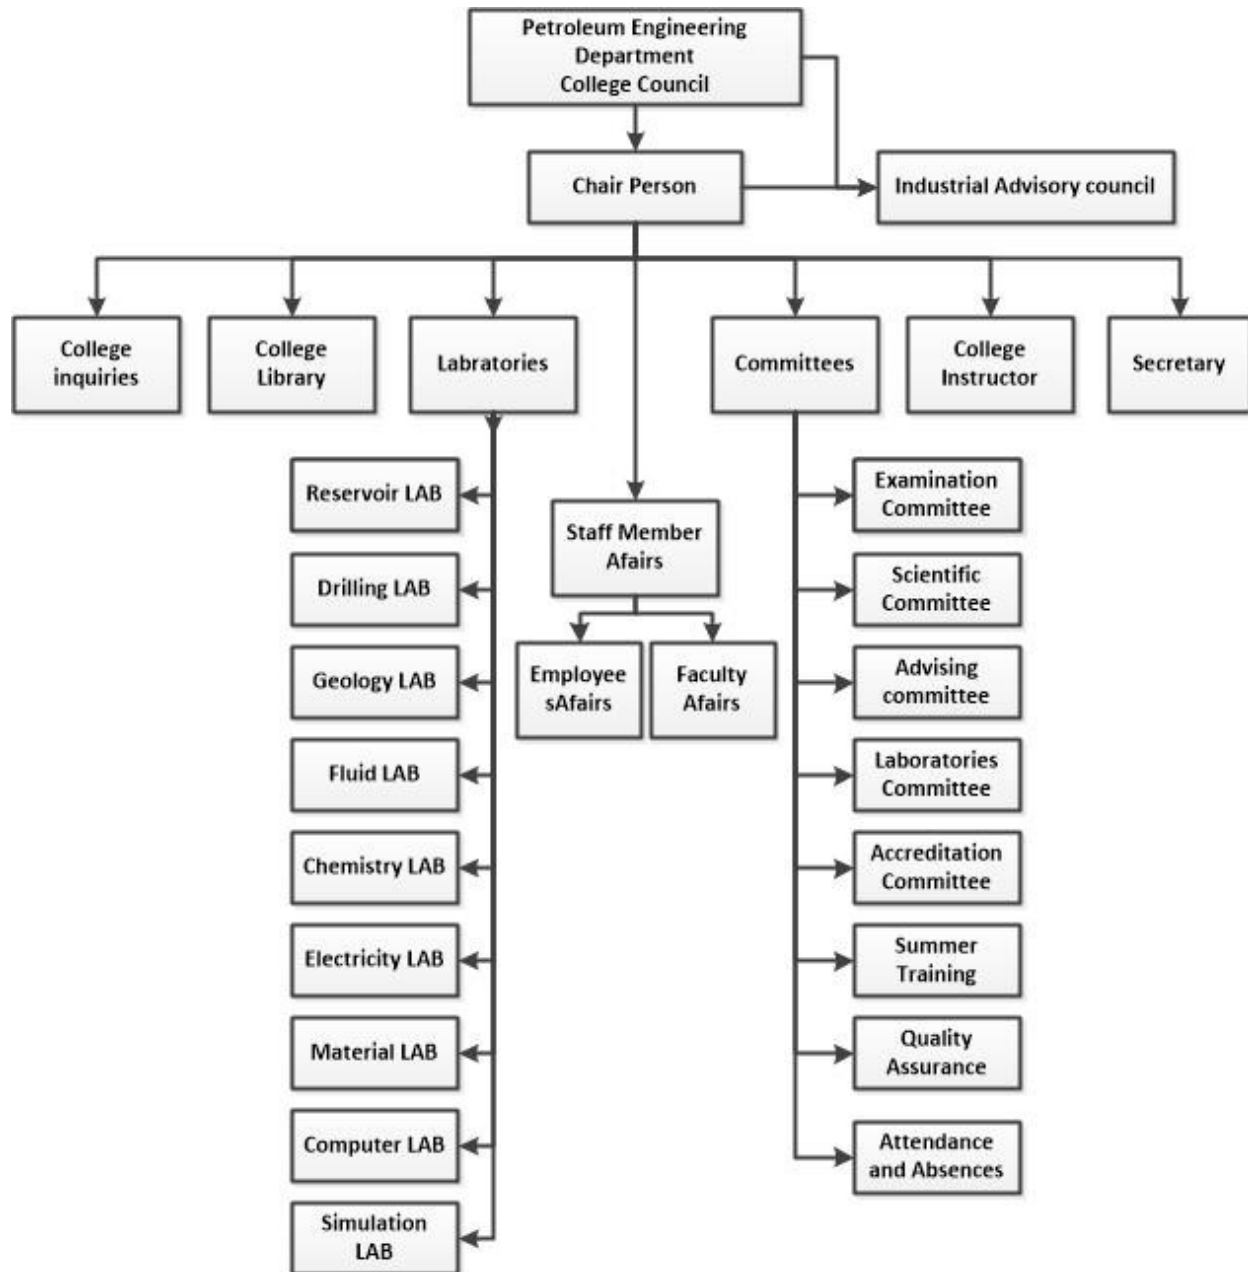 Petroleum Engineering
Department
College Council
Chair Person
Industrial Advisory council
College
inquiries
College
Library
Labratories
Committees
College
Instructor
Secretary
Reservoir LAB
Drilling LAB
Geology LAB
Fluid LAB
Chemistry LAB
Electricity LAB
Material LAB
Computer LAB
Simulation
LAB
Staff Member
Afairs
Employee
sAfairs
Faculty
Afairs
Examination
Committee
Scientific
Committee
Advising
committee
Laboratories
Committee
Accreditation
Committee
Summer
Training
Quality
Assurance
Attendance
and Absences